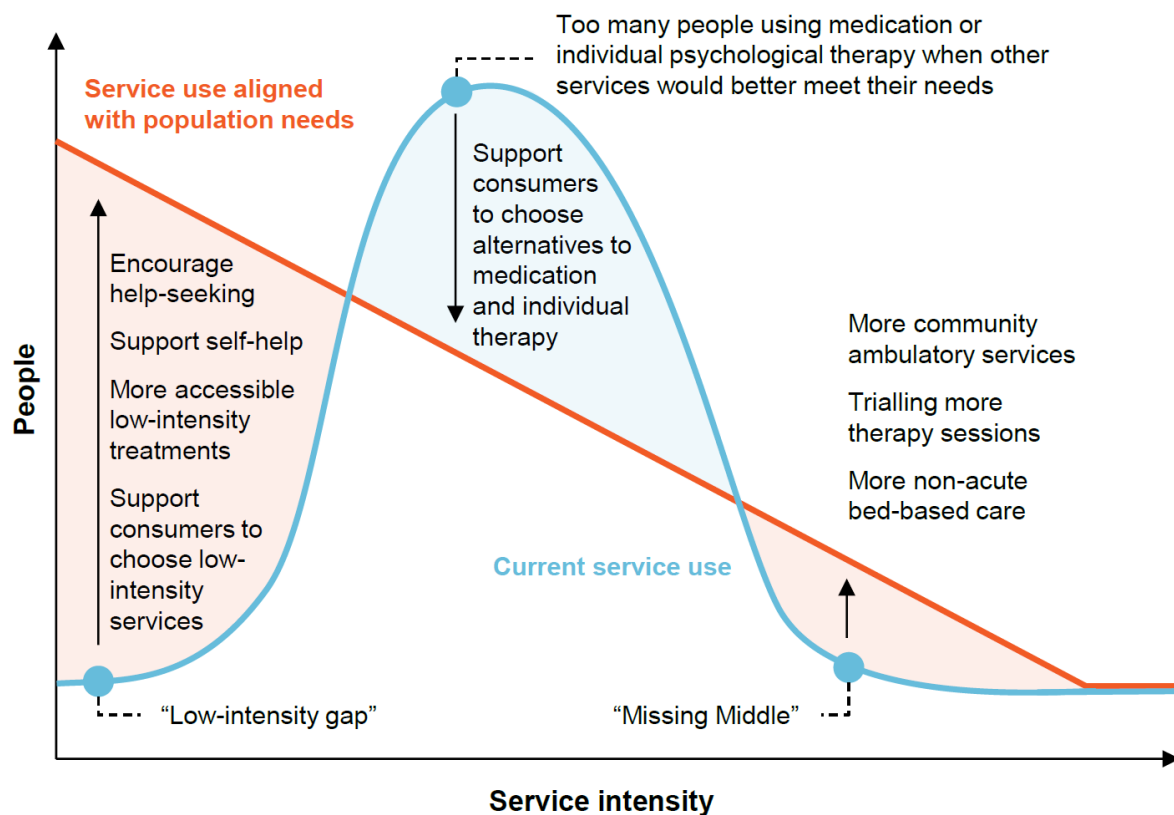 Too many people using medication or
individual psychological therapy when other
services would better meet their needs
Service use aligned
with population needs
Support
consumers
to choose
alternatives to
medication
and individual
therapy
Encourage
help-seeking
Support self-help
More accessible
low-intensity
treatments
Support
consumers to
choose low-
intensity
services
More community
ambulatory services
Trialling more
therapy sessions
More non-acute
bed-based care
People
Current service use
“Low-intensity gap”
“Missing Middle”
Service intensity